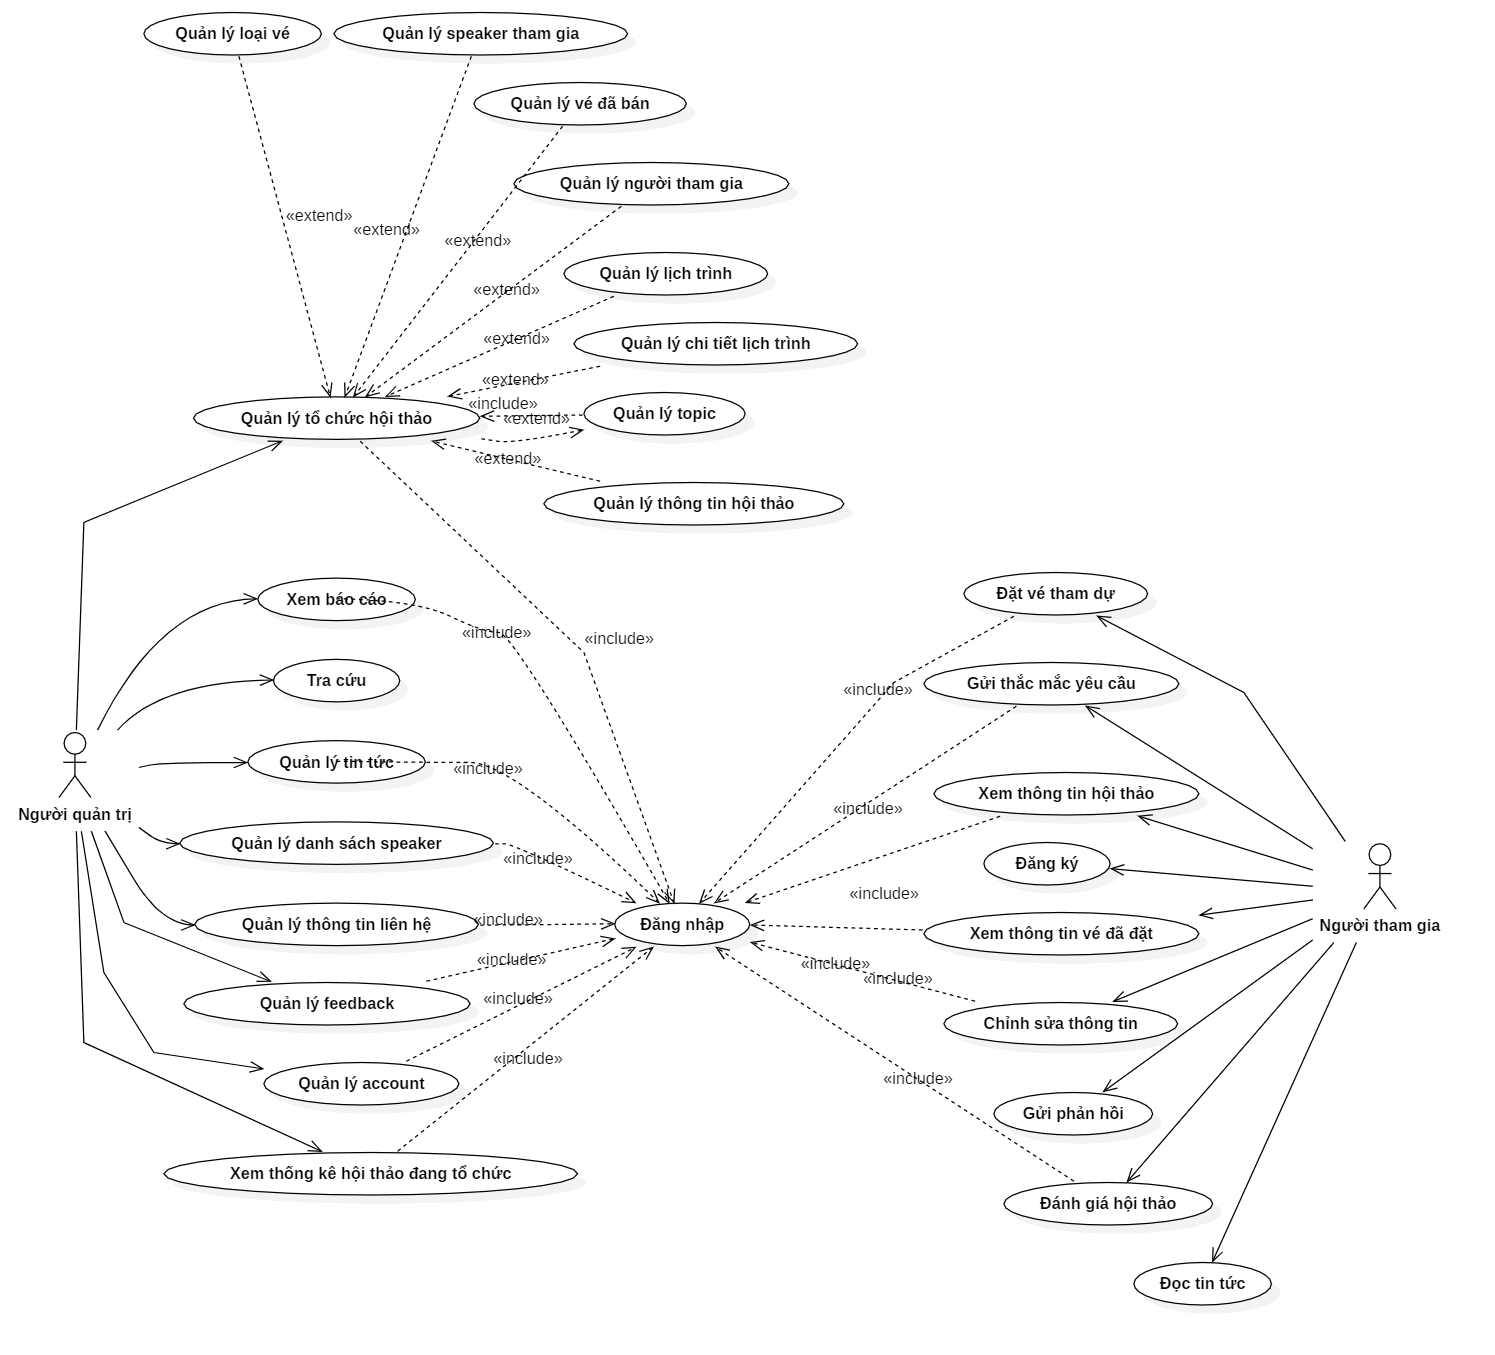 Quản lý loại vé
Quản lý speaker tham gia
Quản lý vé đã bán
Quản lý người tham gia
«extend»
«extend»
«extend»
Quản lý lịch trình
«extend»
«extend»
Quản lý chi tiết lịch trình
«extend»
«include»
Quản lý tổ chức hội thảo
«extend»
Quản lý topic
«extend»
Quản lý thông tin hội thảo
Xem báo cáo
«include»
«include»
Đặt vé tham dự
Tra cứu
«include»
Gửi thắc mắc yêu cầu
Quản lý tin tức
«include»
Xem thông tin hội thảo
Người quản trị
«include»
Quản lý danh sách speaker
«include»
Đăng ký
«include»
Quản lý thông tin liên hệ
«include»
Đăng nhập
Xem thông tin vé đã đặt
Người tham gia
«include»
«include»
«include»
Quản lý feedback
«include»
Chỉnh sửa thông tin
«include»
Quản lý account
«include»
Gửi phản hồi
Xem thống kê hội thảo đang tổ chức
Đánh giá hội thảo
Đọc tin tức